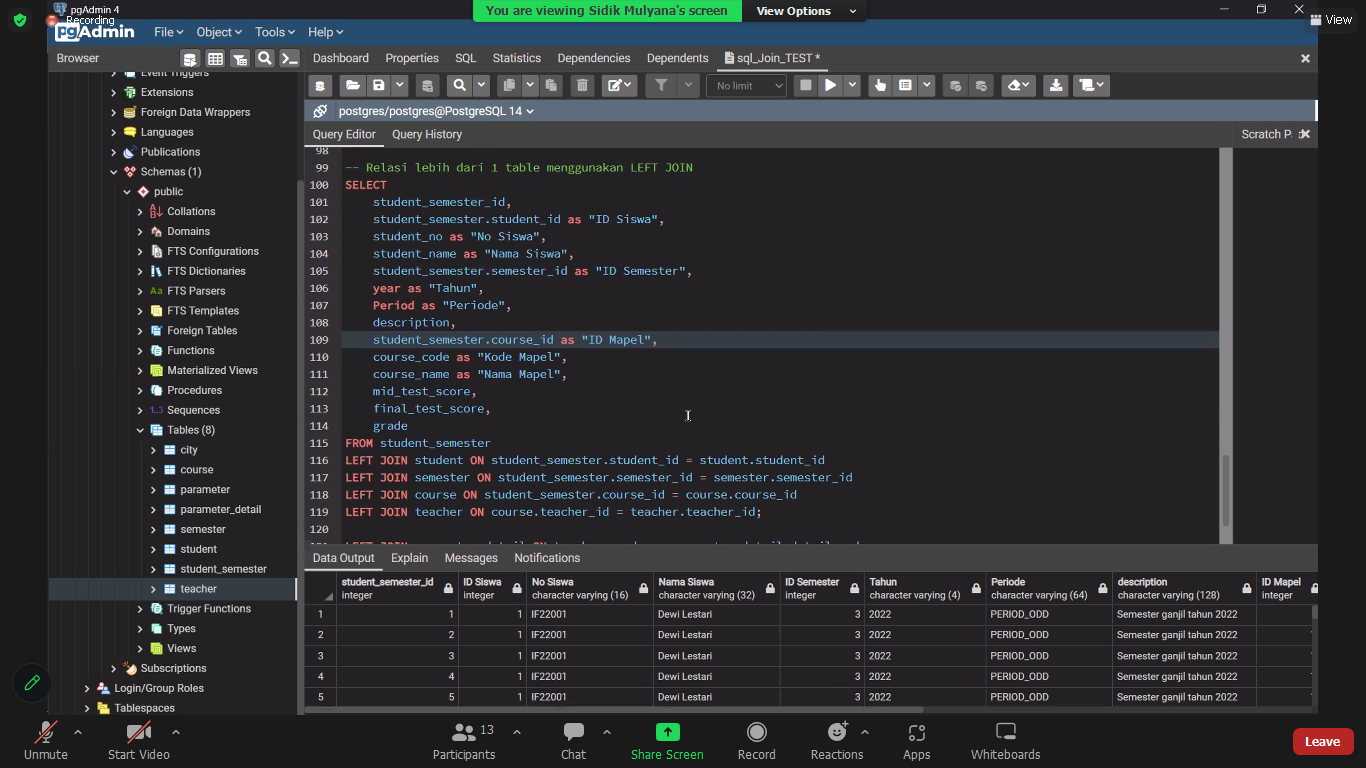 pgAdmin 4
Recording
You are viewing Sidik Mulyana's screen
View Options
View
pgAdmin
File Object Tools Help
Browser
Dashboard Properties SQL Statistics Dependencies Dependents sql_Join_TEST *
No limit
postgres/postgres@PostgreSQL 14
Query Editor Query History
Scratch P
Event Triggers
Extensions
Foreign Data Wrappers
Languages
Publications
Schemas (1)
public
Collations
Domains
FTS Configurations
FTS Dictionaries
Aa FTS Parsers
FTS Templates
Foreign Tables
Functions
Materialized Views
Procedures
1..3 Sequences
Tables (8)
city
course
parameter
parameter_detail
semester
student
student_semester
teacher
Trigger Functions
Types
Views
Subscriptions
Login/Group Roles
Tablespaces
98
99 -- Relasi lebih dari 1 table menggunakan LEFT JOIN
100 SELECT
101 student_semester_id,
102 student_semester.student_id as "ID Siswa",
103 student_no as "No Siswa",
104 student_name as "Nama Siswa",
105 student_semester.semester_id as "ID Semester",
106 year as "Tahun",
107 Period as "Periode",
108 description,
109 student_semester.course_id as "ID Mapel",
110 course_code as "Kode Mapel",
111 course_name as "Nama Mapel",
112 mid_test_score,
113 final_test_score,
114 grade
115 FROM student_semester
116 LEFT JOIN student ON student_semester.student_id = student.student_id
117 LEFT JOIN semester ON student_semester.semester_id = semester.semester_id
118 LEFT JOIN course ON student_semester.course_id = course.course_id
119 LEFT JOIN teacher ON course.teacher_id = teacher.teacher_id;
120
Data Output Explain Messages Notifications
student_semester_id ID Siswa No Siswa Nama Siswa ID Semester Tahun Periode description ID Mapel
integer integer character varying (16) character varying (32) integer character varying (4) character varying (64) character varying (128) integer
1 1 1 IF22001 Dewi Lestari 3 2022 PERIOD_ODD Semester ganjil tahun 2022
2 2 1 IF22001 Dewi Lestari 3 2022 PERIOD_ODD Semester ganjil tahun 2022
3 3 1 IF22001 Dewi Lestari 3 2022 PERIOD_ODD Semester ganjil tahun 2022
4 4 1 IF22001 Dewi Lestari 3 2022 PERIOD_ODD Semester ganjil tahun 2022
5 5 1 IF22001 Dewi Lestari 3 2022 PERIOD_ODD Semester ganjil tahun 2022
13
Unmute Start Video Participants Chat Share Screen Record Reactions Apps Whiteboards Leave